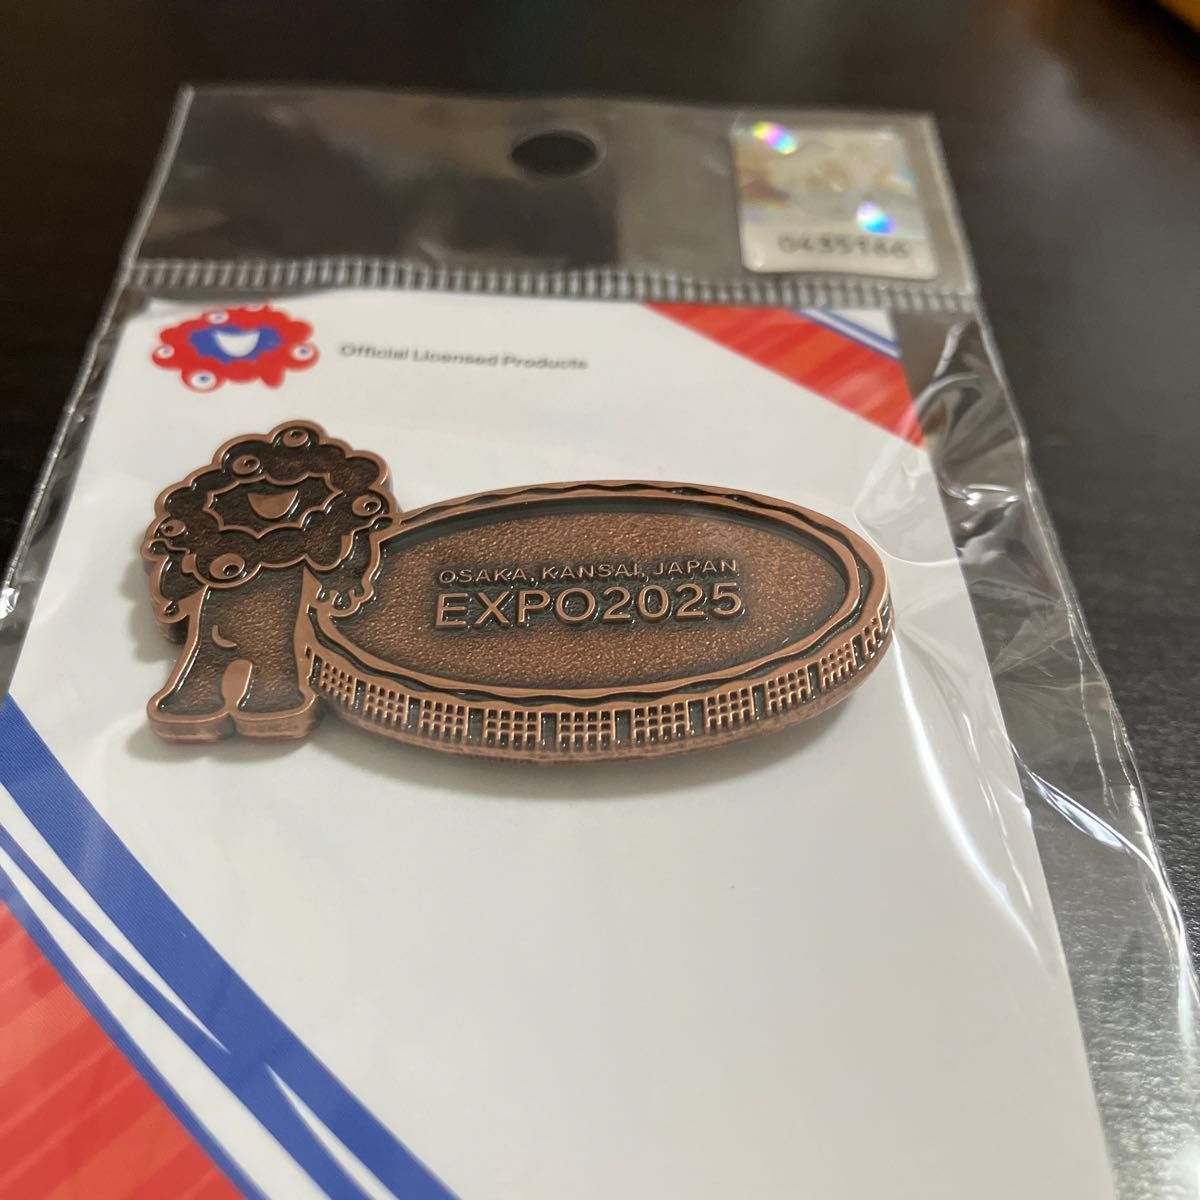 0435166
Official Licensed Products
OSAKA, KANSAI, JAPAN
EXPO2025